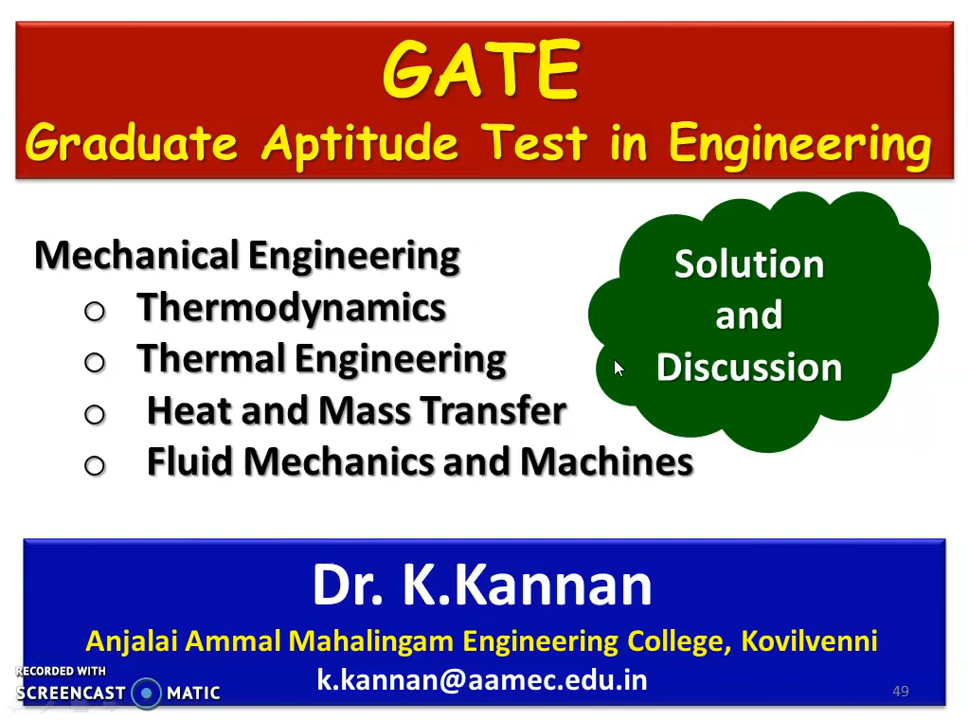 GATE
Graduate Aptitude Test in Engineering
Mechanical Engineering
o Thermodynamics
o Thermal Engineering
o Heat and Mass Transfer
o Fluid Mechanics and Machines
Solution
and
Discussion
Dr. K.Kannan
Anjalai Ammal Mahalingam Engineering College, Kovilvenni
k.kannan@aamec.edu.in
RECORDED WITH
SCREENCAST MATIC
49